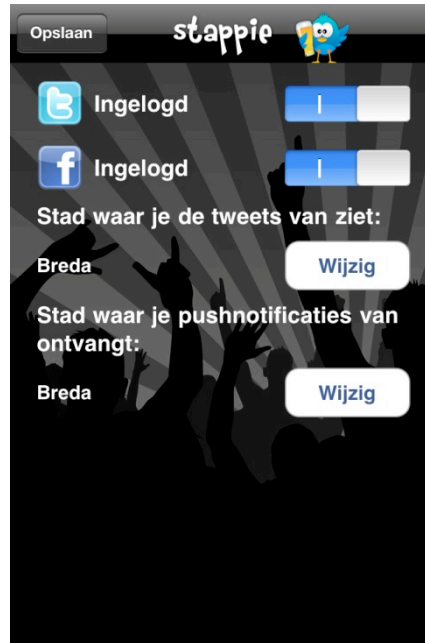 Opslaan
stappie
Ingelogd
Ingelogd
Stad waar je de tweets van ziet:
Breda
Wijzig
Stad waar je pushnotificaties van
ontvangt:
Breda
Wijzig